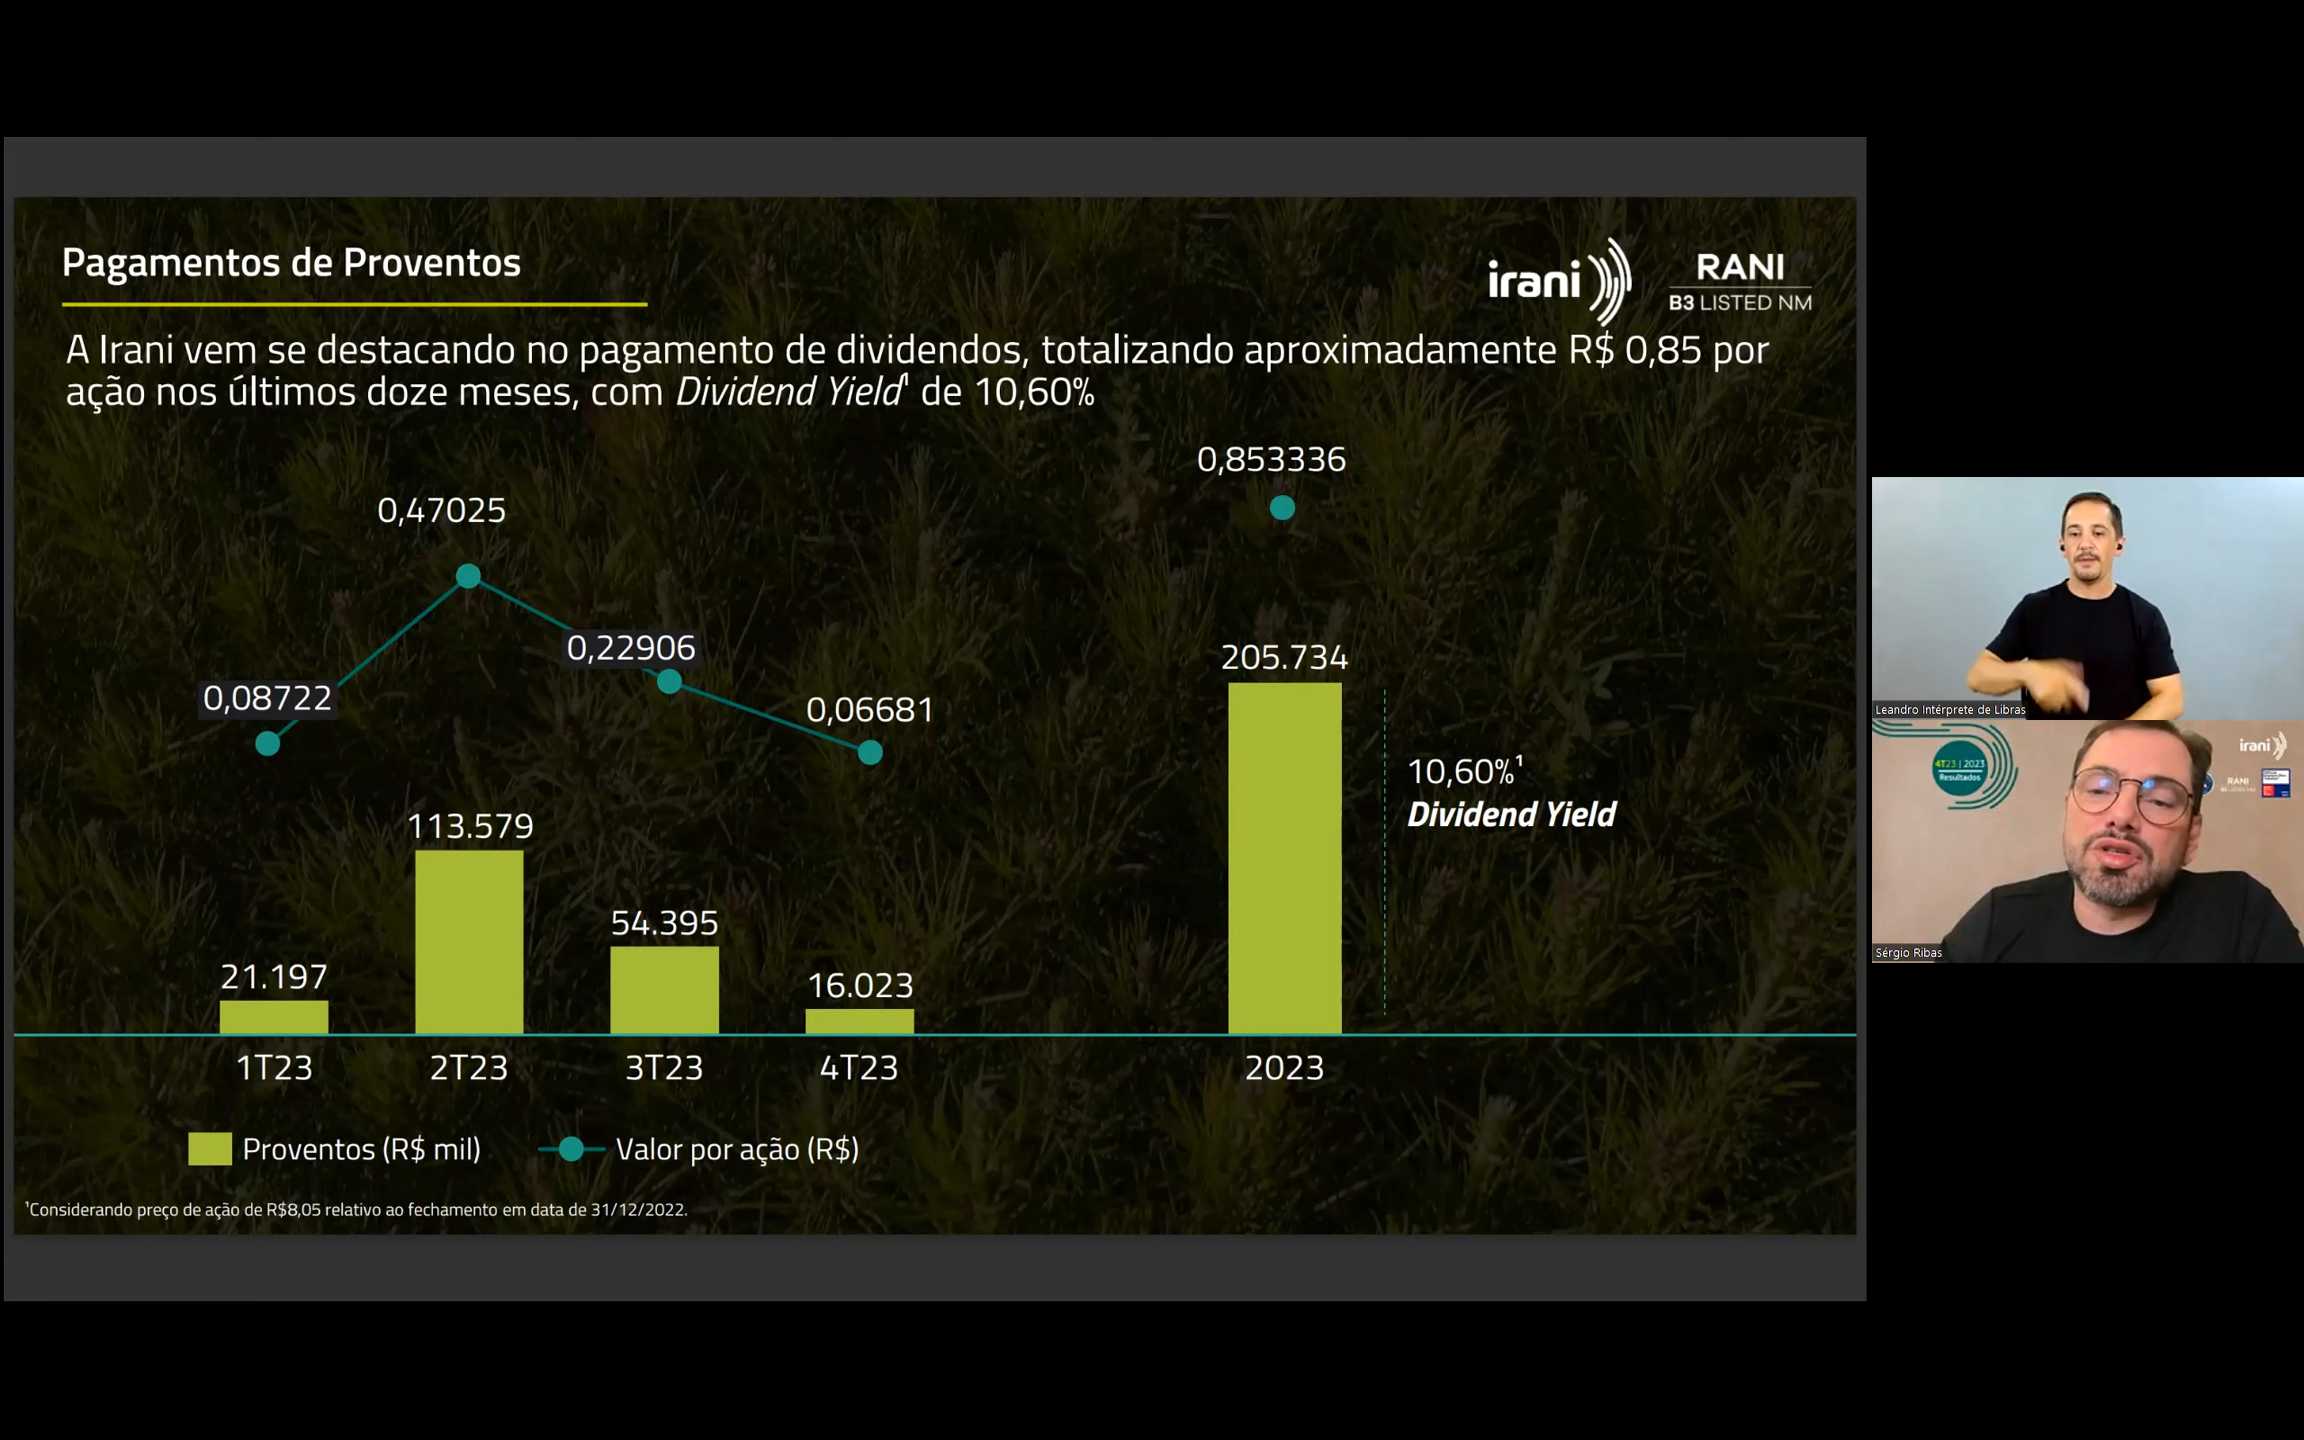 Pagamentos de Proventos
irani
RANI
B3 LISTED NM
A Irani vem se destacando no pagamento de dividendos, totalizando aproximadamente R$ 0,85 por
ação nos últimos doze meses, com Dividend Yield¹ de 10,60%
0,08722
0,47025
0,22906
0,06681
0,853336
21.197
113.579
54.395
16.023
205.734
10,60%¹
Dividend Yield
1T23
2T23
3T23
4T23
2023
Proventos (R$ mil)
Valor por ação (R$)
¹Considerando preço de ação de R$8,05 relativo ao fechamento em data de 31/12/2022.
Leandro Intérprete de Libras
4T23 | 2023
Resultados
irani
RANI
Sérgio Ribas